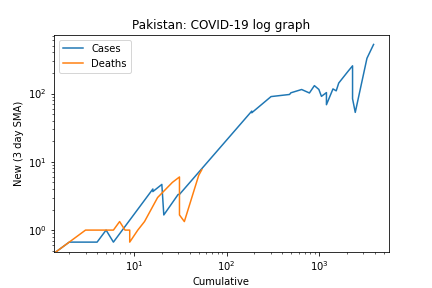 Pakistan: COVID-19 log graph
Cases
Deaths
New (3 day SMA)
10²
10¹
10⁰
10¹ 10² 10³
Cumulative